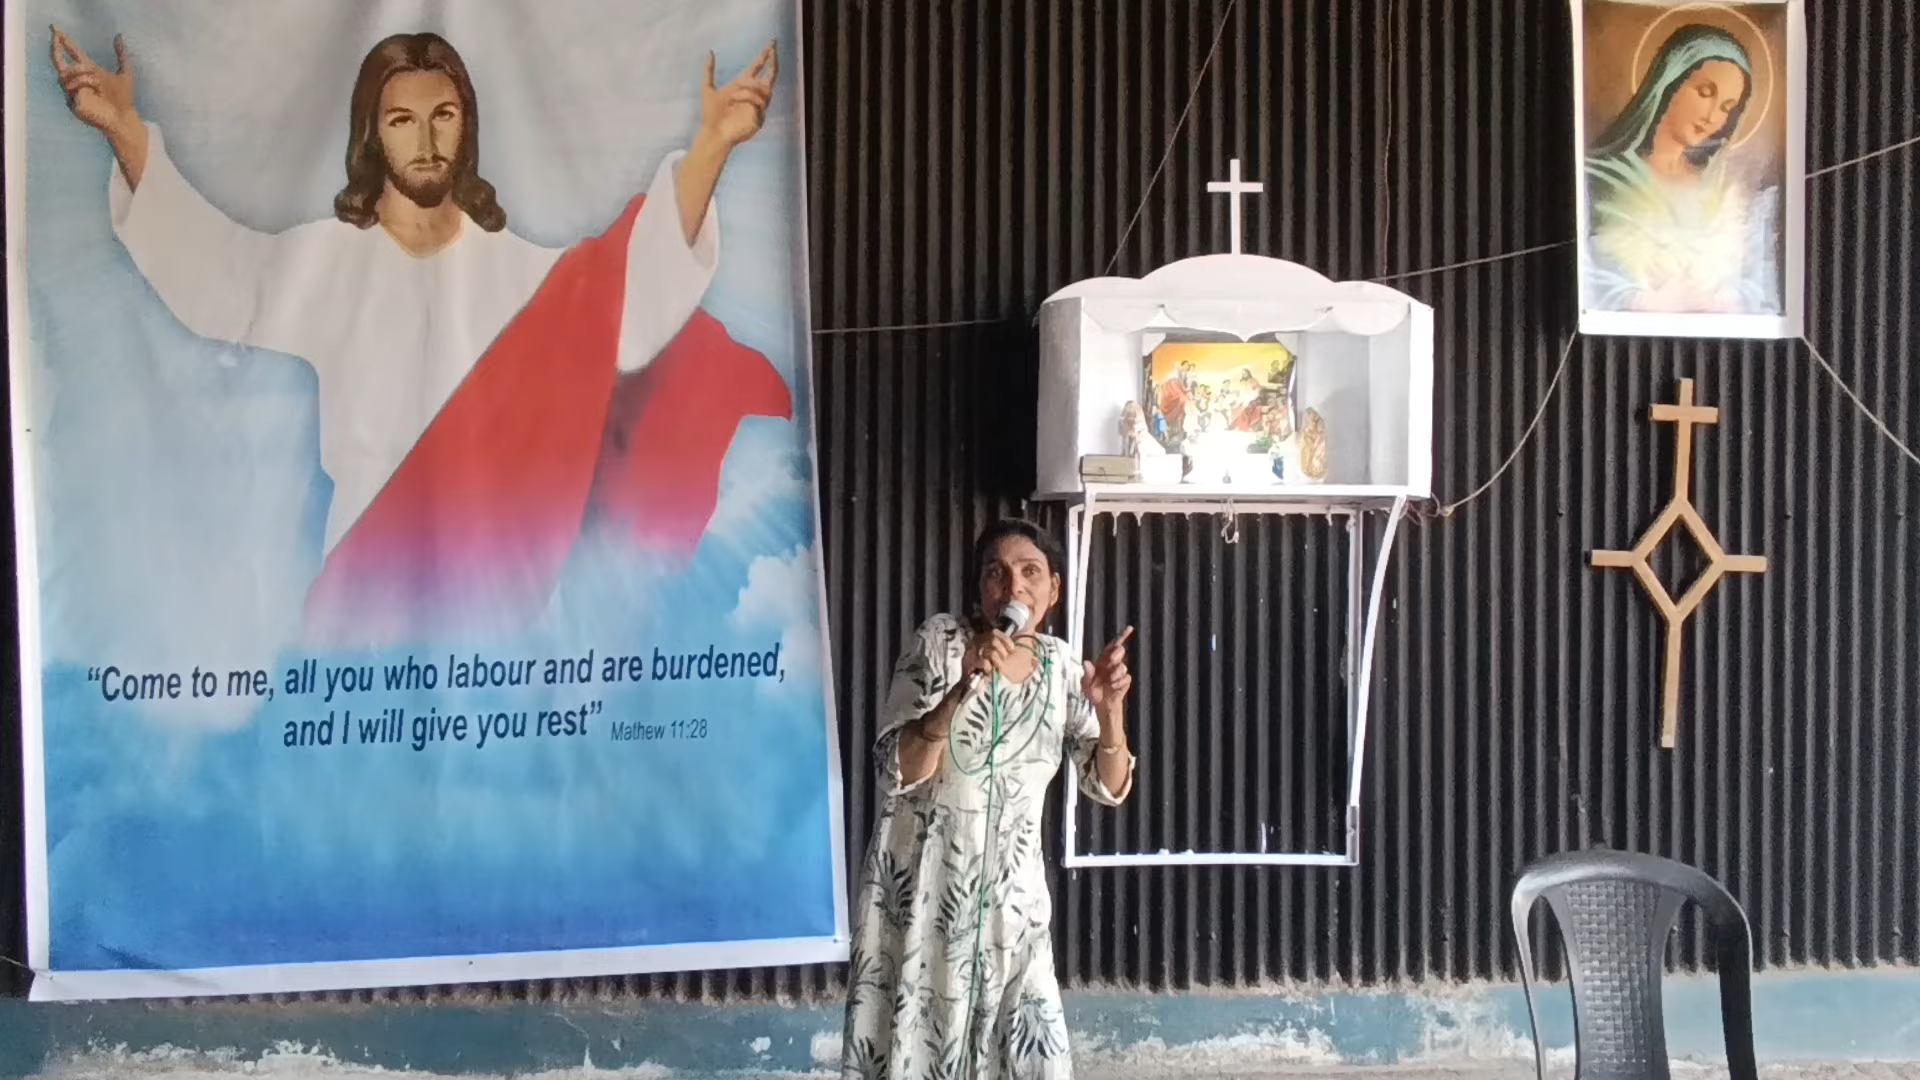 “Come to me, all you who labour and are burdened,
and I will give you rest” Mathew 11:28